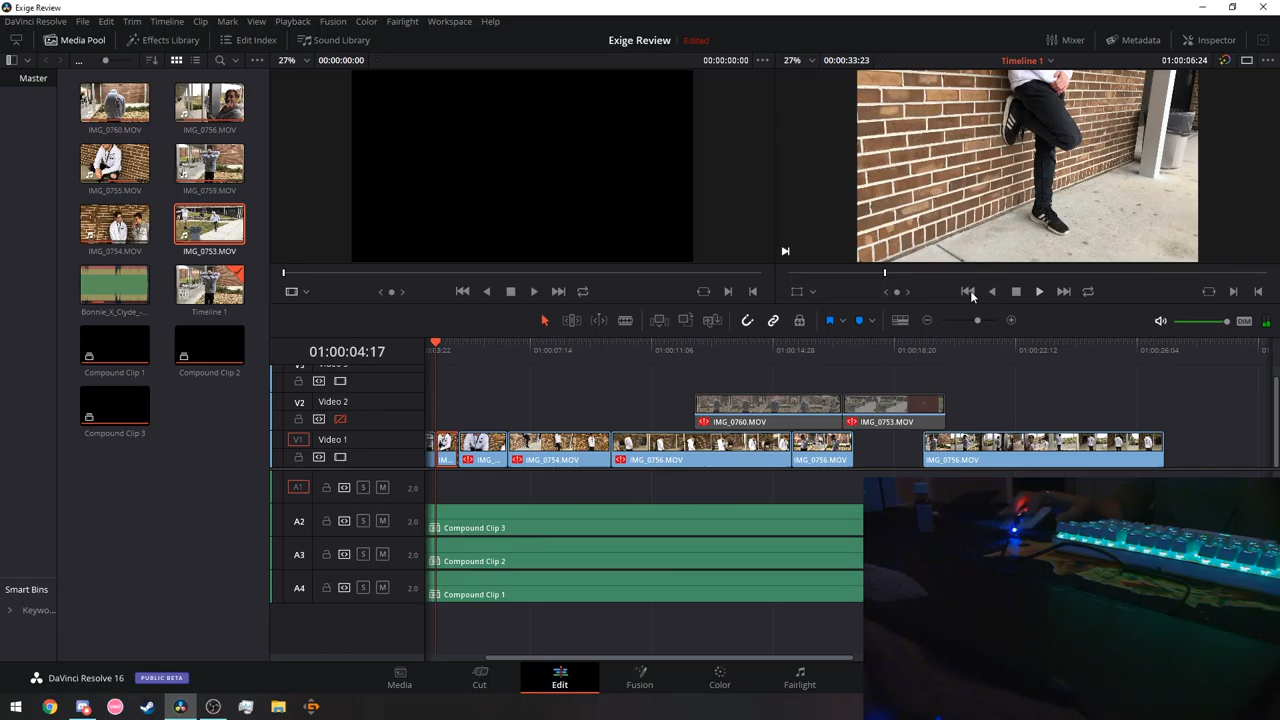 Exige Review
DaVinci Resolve File Edit Trim Timeline Clip Mark View Playback Fusion Color Fairlight Workspace Help
Media Pool Effects Library Edit Index Sound Library Exige Review Edited Mixer Metadata Inspector
... 27% 00:00:00:00 00:00:00:00 27% 00:00:33:23 Timeline 1 01:00:06:24
Master
IMG_0760.MOV IMG_0756.MOV
IMG_0755.MOV IMG_0759.MOV
IMG_0754.MOV IMG_0753.MOV
Bonnie_X_Clyde_-... Timeline 1
Compound Clip 1 Compound Clip 2
Compound Clip 3
DIM
01:00:04:17 01:00:07:14 01:00:11:06 01:00:14:28 01:00:18:20 01:00:22:12 01:00:26:04
V2 Video 2
IMG_0760.MOV IMG_0753.MOV
V1 Video 1
IM... IMG_... IMG_0754.MOV IMG_0756.MOV IMG_0756.MOV IMG_0756.MOV
A1 S M 2.0
A2 S M 2.0 Compound Clip 3
A3 S M 2.0 Compound Clip 2
A4 S M 2.0 Compound Clip 1
Smart Bins
Keywo...
DaVinci Resolve 16 PUBLIC BETA
Media Cut Edit Fusion Color Fairlight